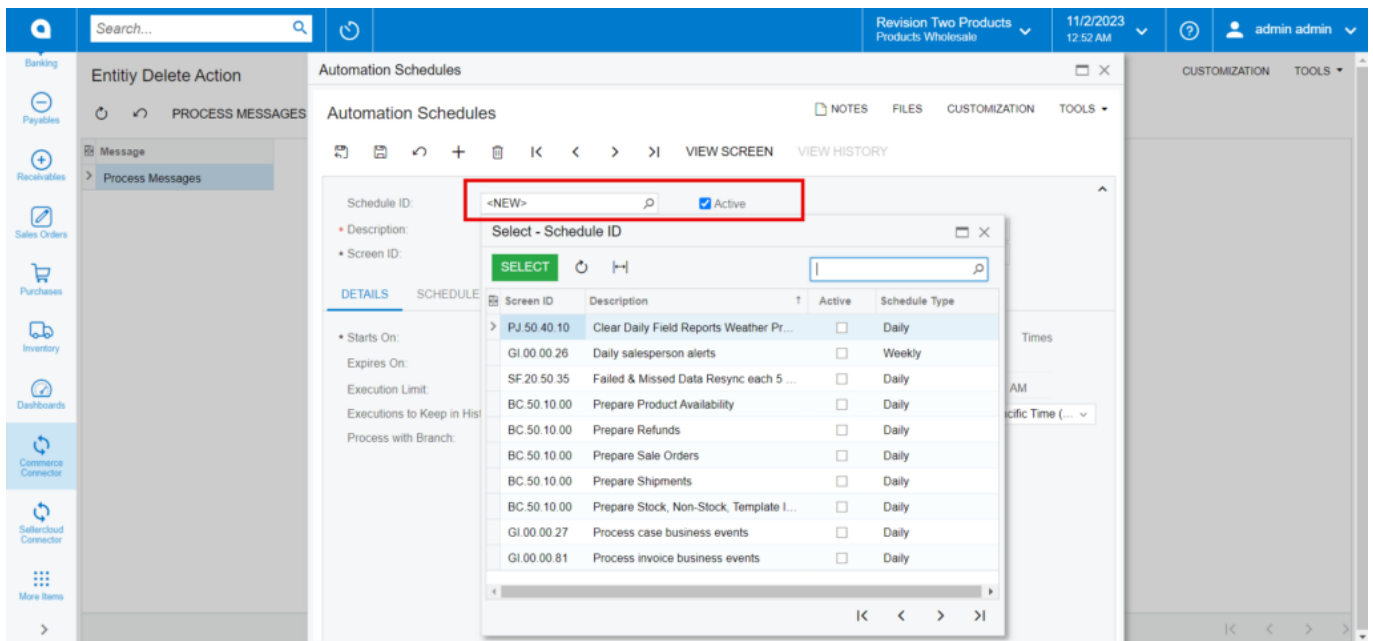 Search...
Revision Two Products
Products Wholesale
11/2/2023
12:52 AM
admin admin
Banking
Payables
Receivables
Sales Orders
Purchases
Inventory
Dashboards
Commerce
Connector
Sellercloud
Connector
More Items
Entitiy Delete Action
CUSTOMIZATION TOOLS
PROCESS MESSAGES
Message
Process Messages
Automation Schedules
Automation Schedules
NOTES FILES CUSTOMIZATION TOOLS
VIEW SCREEN VIEW HISTORY
Schedule ID: <NEW> Active
Description:
Screen ID:
DETAILS SCHEDULE
Starts On:
Expires On:
Execution Limit:
Executions to Keep in Hist
Process with Branch:
Times
AM
cific Time (...
Select - Schedule ID
SELECT
Screen ID Description Active Schedule Type
PJ.50.40.10 Clear Daily Field Reports Weather Pr... Daily
GI.00.00.26 Daily salesperson alerts Weekly
SF.20.50.35 Failed & Missed Data Resync each 5 ... Daily
BC.50.10.00 Prepare Product Availability Daily
BC.50.10.00 Prepare Refunds Daily
BC.50.10.00 Prepare Sale Orders Daily
BC.50.10.00 Prepare Shipments Daily
BC.50.10.00 Prepare Stock, Non-Stock, Template I... Daily
GI.00.00.27 Process case business events Daily
GI.00.00.81 Process invoice business events Daily